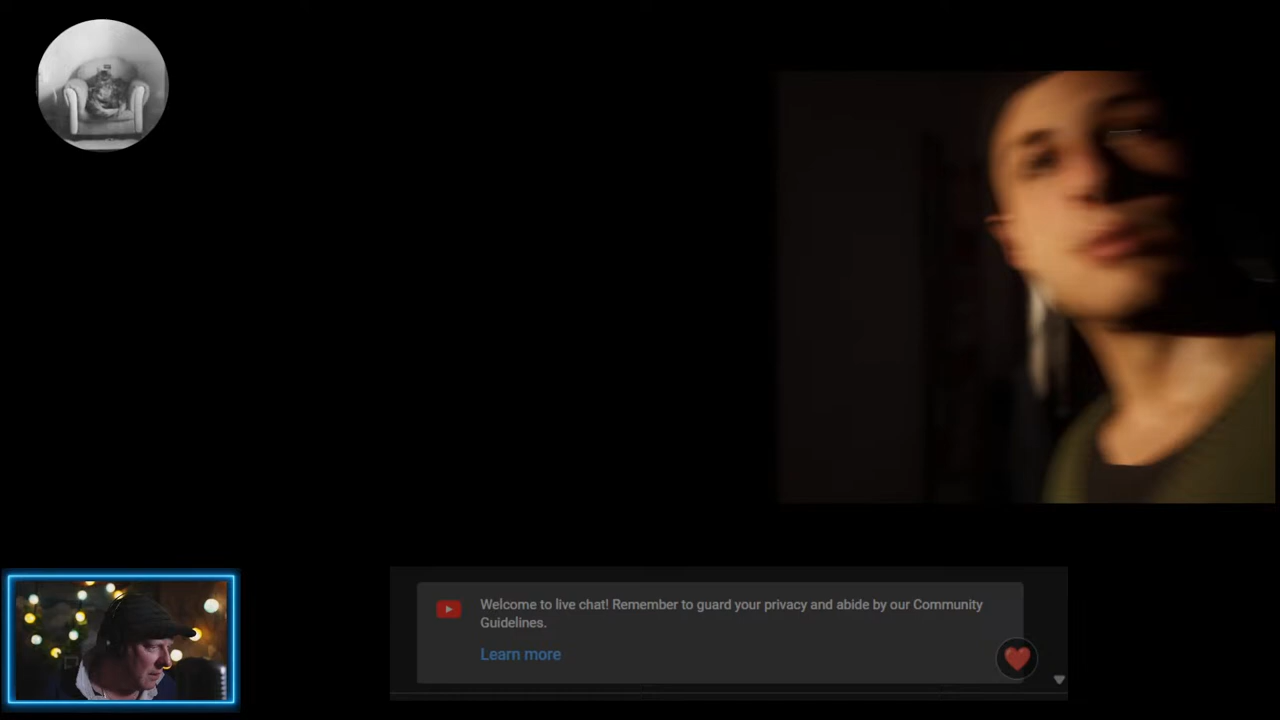 Welcome to live chat! Remember to guard your privacy and abide by our Community
Guidelines.
Learn more